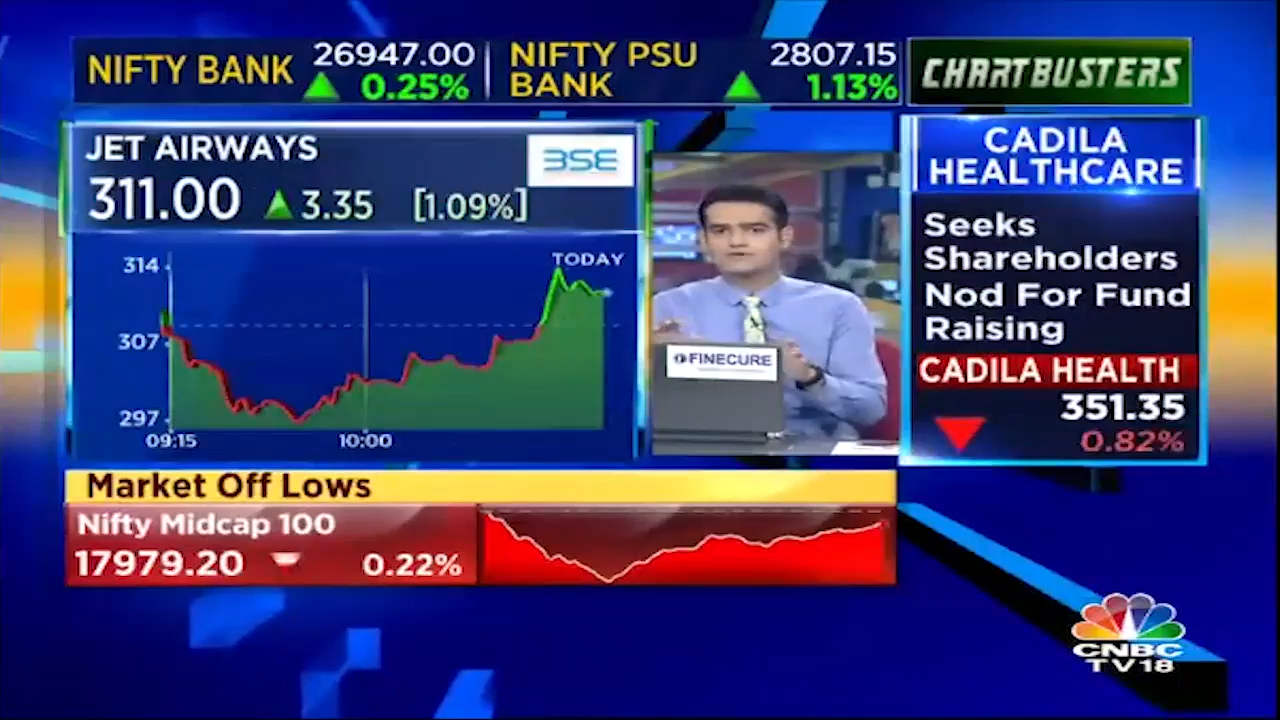 NIFTY BANK
26947.00
0.25%
NIFTY PSU
BANK
2807.15
1.13%
CHARTBUSTERS
JET AIRWAYS
311.00
3.35
[1.09%]
BSE
TODAY
314
307
297
09:15
10:00
FINECURE
CADILA
HEALTHCARE
Seeks
Shareholders
Nod For Fund
Raising
CADILA HEALTH
351.35
0.82%
Market Off Lows
Nifty Midcap 100
17979.20
0.22%
CNBC
TV18